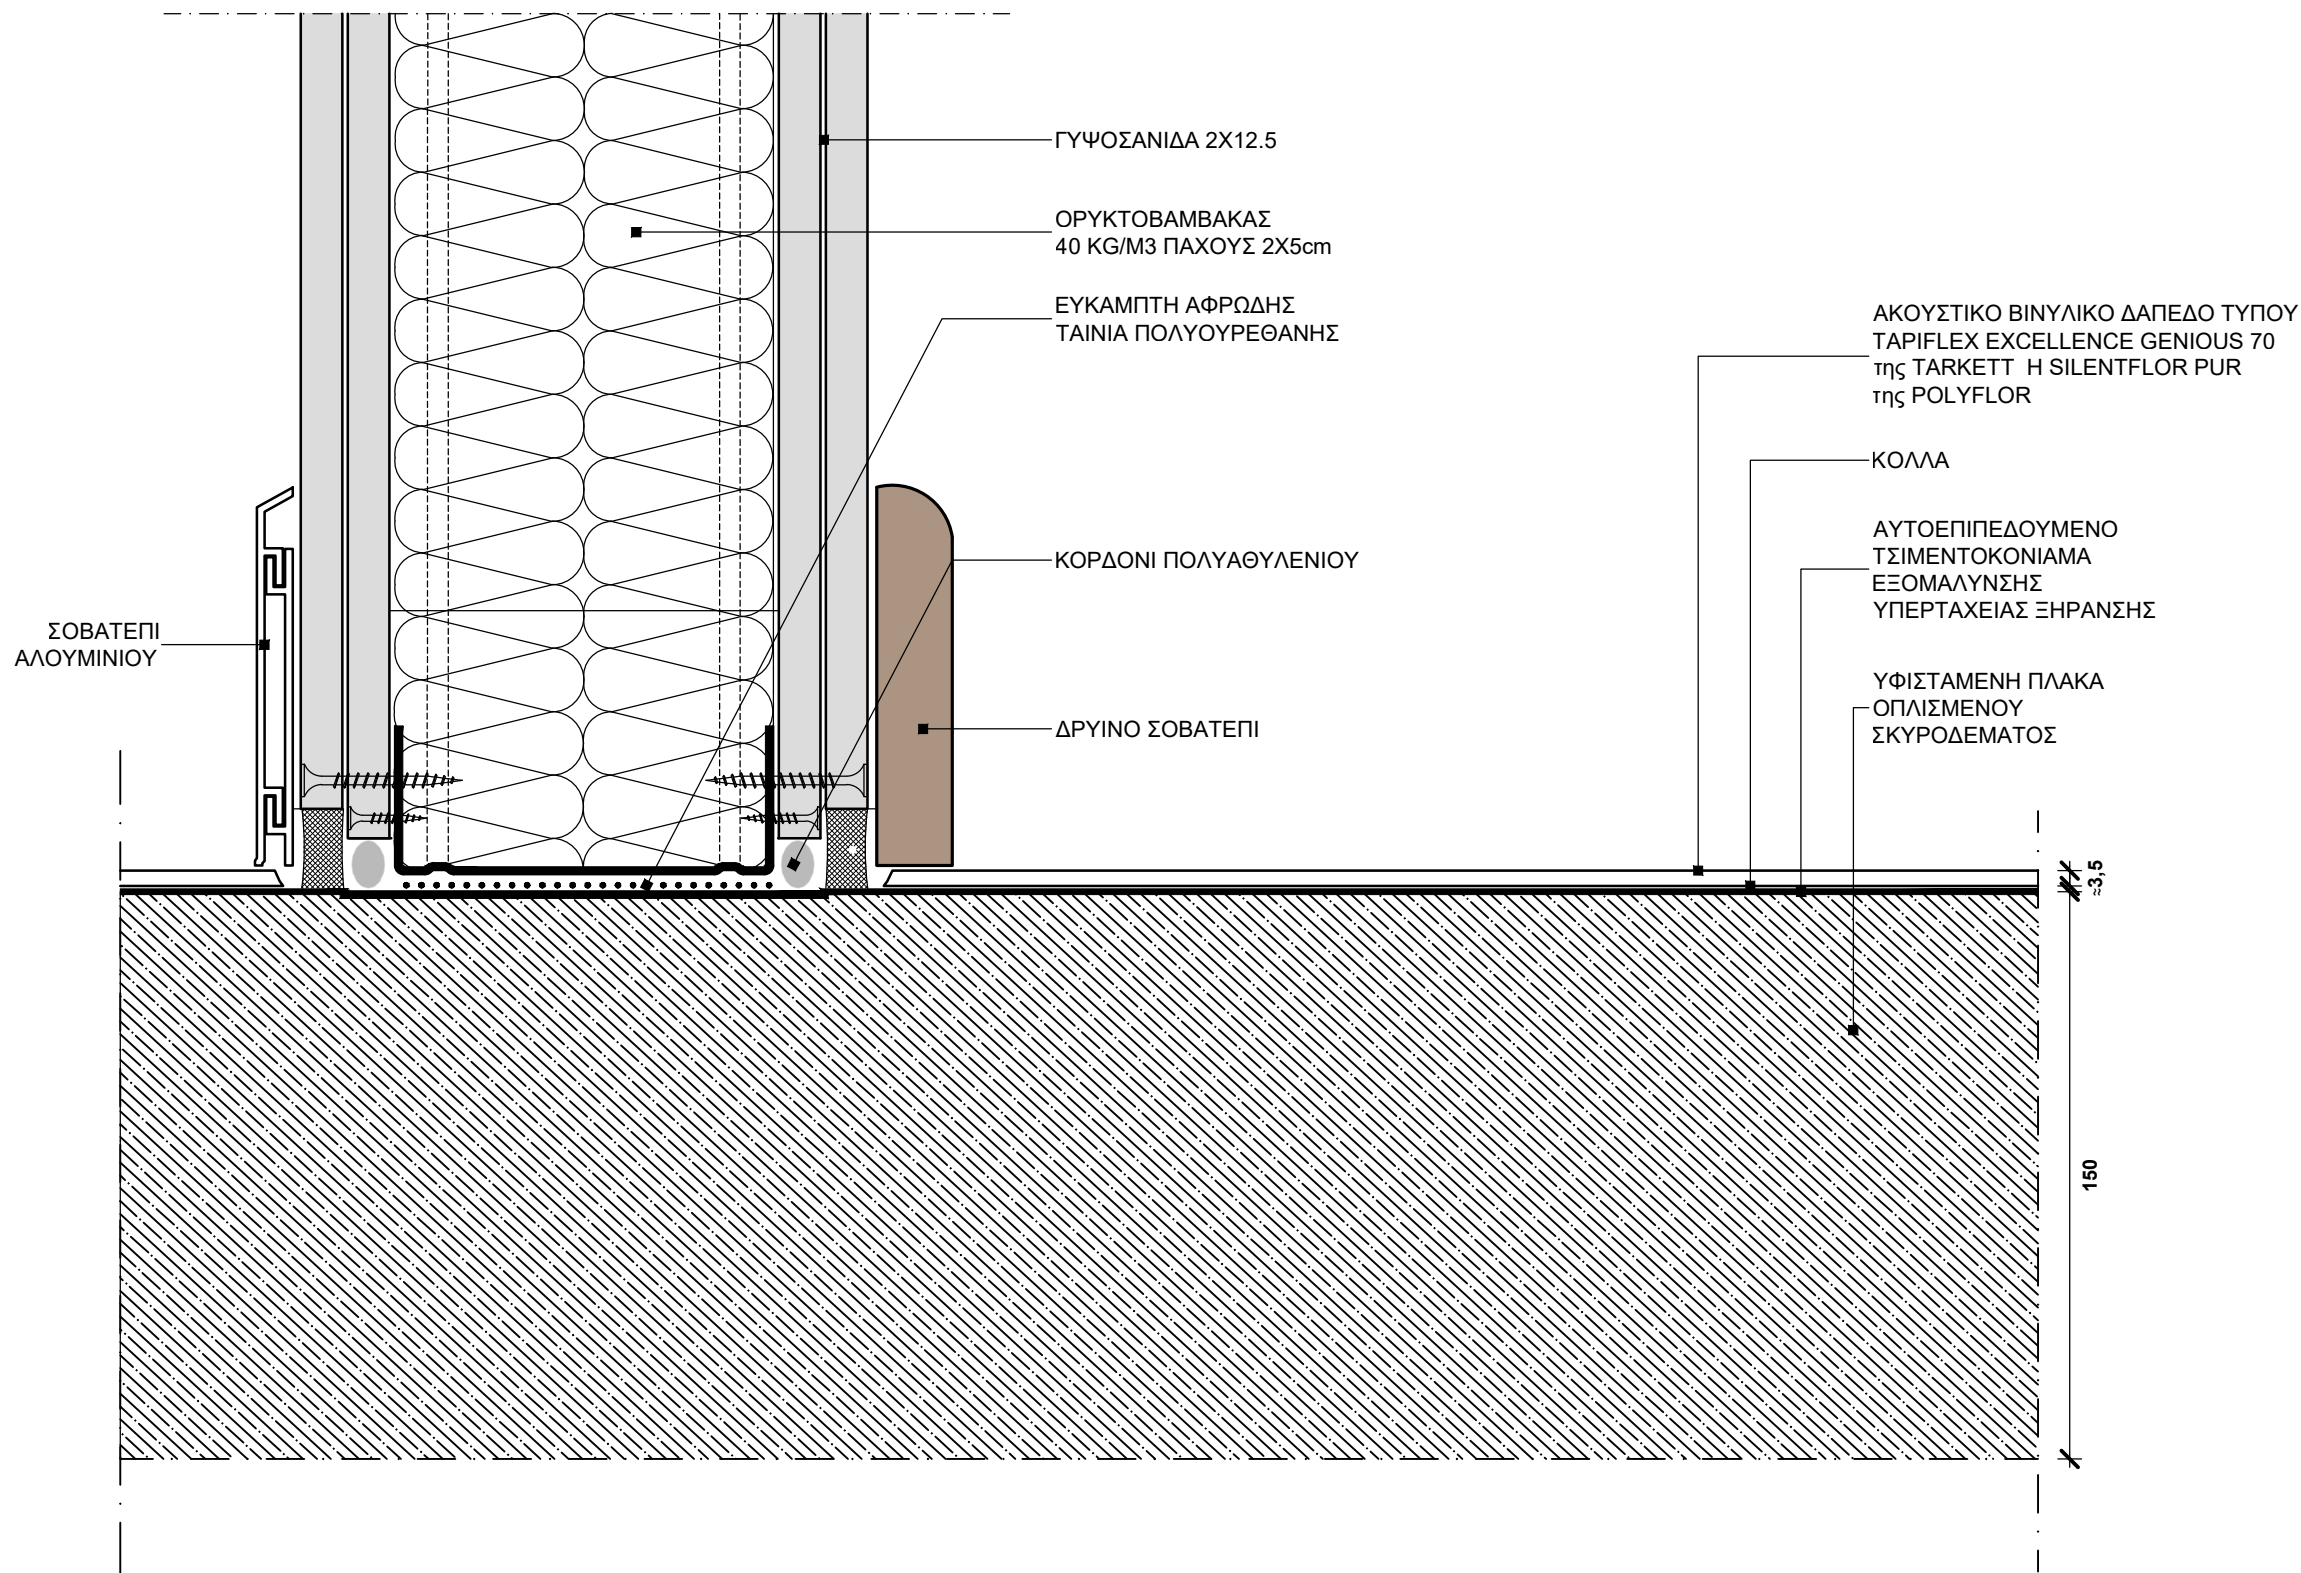 ΓΥΨΟΣΑΝΙΔΑ 2X12.5
ΟΡΥΚΤΟΒΑΜΒΑΚΑΣ
40 KG/M3 ΠΑΧΟΥΣ 2X5cm
ΕΥΚΑΜΠΤΗ ΑΦΡΩΔΗΣ
ΤΑΙΝΙΑ ΠΟΛΥΟΥΡΕΘΑΝΗΣ
ΚΟΡΔΟΝΙ ΠΟΛΥΑΘΥΛΕΝΙΟΥ
ΔΡΥΙΝΟ ΣΟΒΑΤΕΠΙ
ΣΟΒΑΤΕΠΙ
ΑΛΟΥΜΙΝΙΟΥ
ΑΚΟΥΣΤΙΚΟ ΒΙΝΥΛΙΚΟ ΔΑΠΕΔΟ ΤΥΠΟΥ
TAPIFLEX EXCELLENCE GENIOUS 70
της TARKETT Η SILENTFLOR PUR
της POLYFLOR
ΚΟΛΛΑ
ΑΥΤΟΕΠΙΠΕΔΟΥΜΕΝΟ
ΤΣΙΜΕΝΤΟΚΟΝΙΑΜΑ
ΕΞΟΜΑΛΥΝΣΗΣ
ΥΠΕΡΤΑΧΕΙΑΣ ΞΗΡΑΝΣΗΣ
ΥΦΙΣΤΑΜΕΝΗ ΠΛΑΚΑ
ΟΠΛΙΣΜΕΝΟΥ
ΣΚΥΡΟΔΕΜΑΤΟΣ
≈3,5
150